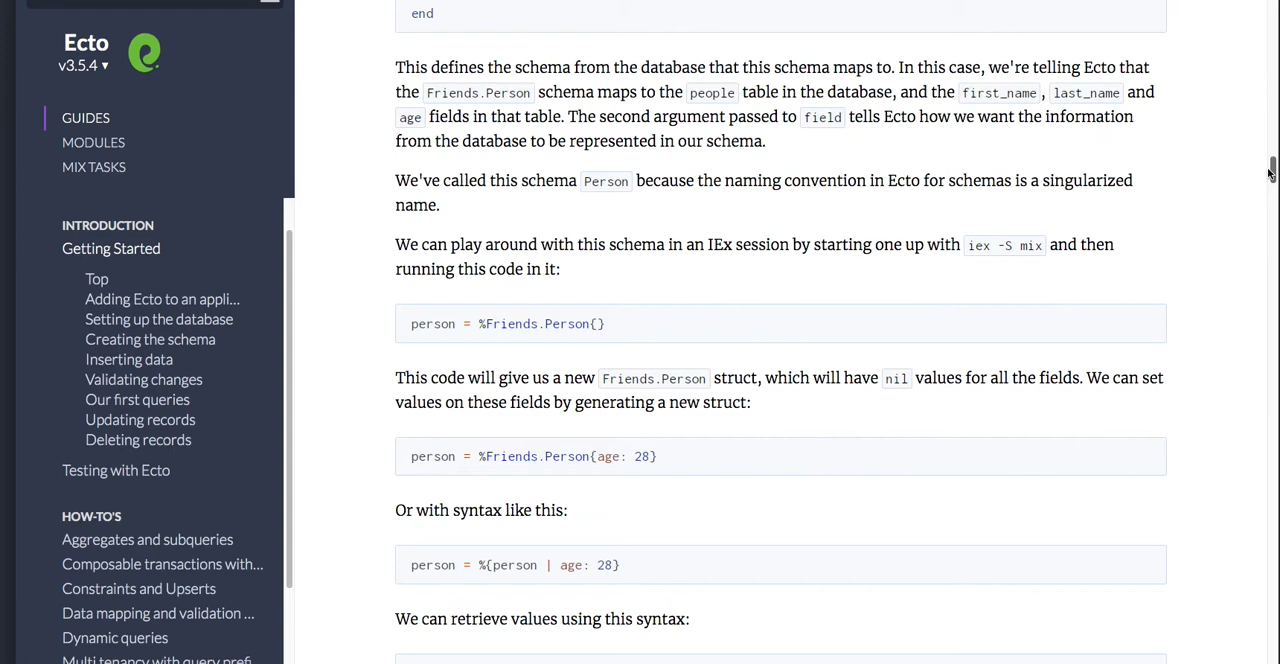 Ecto
v3.5.4 ▾
GUIDES
MODULES
MIX TASKS
INTRODUCTION
Getting Started
Top
Adding Ecto to an appli...
Setting up the database
Creating the schema
Inserting data
Validating changes
Our first queries
Updating records
Deleting records
Testing with Ecto
HOW-TO'S
Aggregates and subqueries
Composable transactions with...
Constraints and Upserts
Data mapping and validation ...
Dynamic queries
Multi tenancy with query prefi...
end
This defines the schema from the database that this schema maps to. In this case, we're telling Ecto that
the Friends.Person schema maps to the people table in the database, and the first_name, last_name and
age fields in that table. The second argument passed to field tells Ecto how we want the information
from the database to be represented in our schema.
We've called this schema Person because the naming convention in Ecto for schemas is a singularized
name.
We can play around with this schema in an IEx session by starting one up with iex -S mix and then
running this code in it:
person = %Friends.Person{}
This code will give us a new Friends.Person struct, which will have nil values for all the fields. We can set
values on these fields by generating a new struct:
person = %Friends.Person{age: 28}
Or with syntax like this:
person = %{person | age: 28}
We can retrieve values using this syntax: